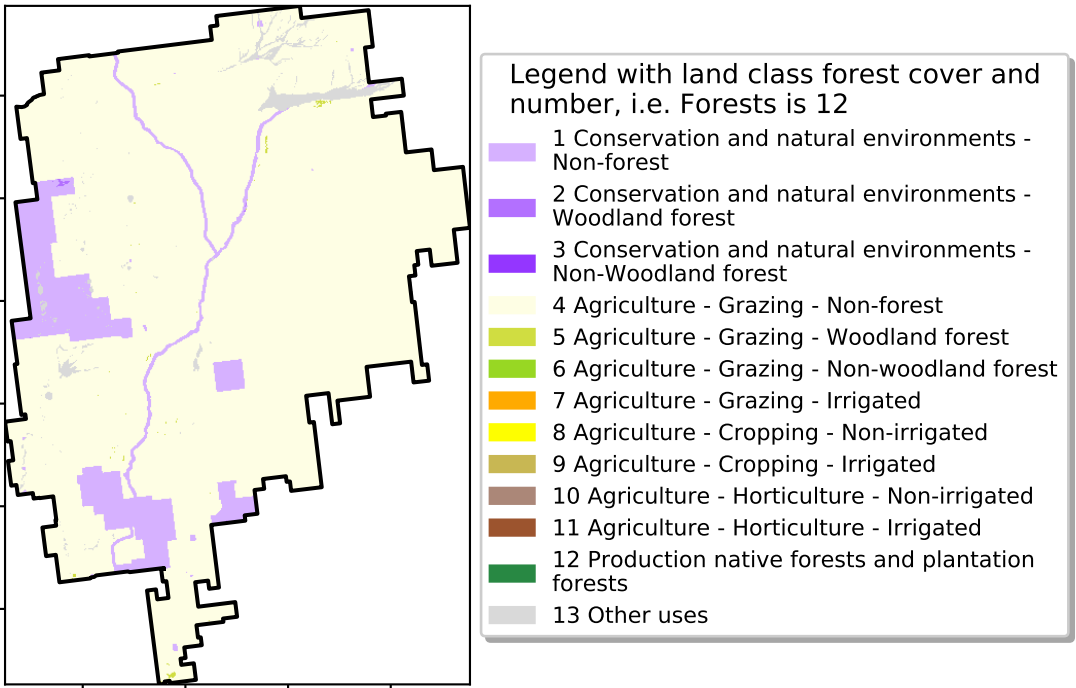 Legend with land class forest cover and
number, i.e. Forests is 12
1 Conservation and natural environments -
Non-forest
2 Conservation and natural environments -
Woodland forest
3 Conservation and natural environments -
Non-Woodland forest
4 Agriculture - Grazing - Non-forest
5 Agriculture - Grazing - Woodland forest
6 Agriculture - Grazing - Non-woodland forest
7 Agriculture - Grazing - Irrigated
8 Agriculture - Cropping - Non-irrigated
9 Agriculture - Cropping - Irrigated
10 Agriculture - Horticulture - Non-irrigated
11 Agriculture - Horticulture - Irrigated
12 Production native forests and plantation
forests
13 Other uses